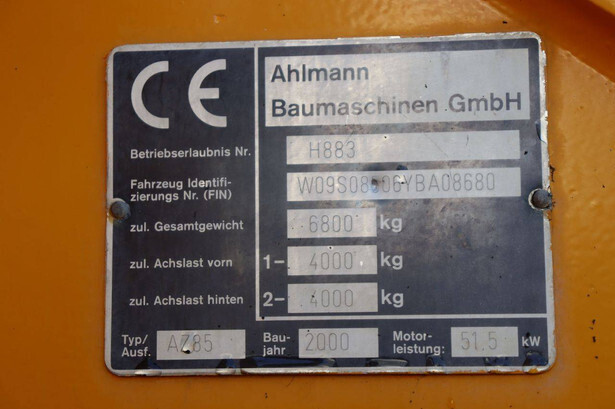 CE
Ahlmann
Baumaschinen GmbH
Betriebserlaubnis Nr. H883
Fahrzeug Identifi-
zierungs Nr. (FIN)
zul. Gesamtgewicht 6800 kg
zul. Achslast vorn 1- 4000 kg
zul. Achslast hinten 2- 4000 kg
Typ/
Ausf. AZ85
Bau-
jahr 2000
Motor-
leistung: 51.5 kW